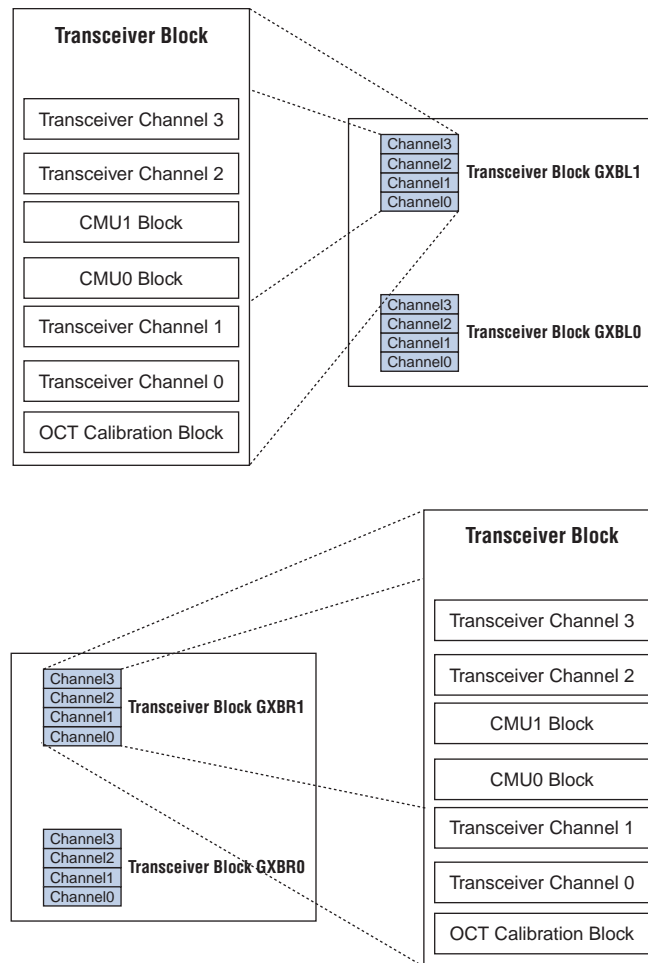 Transceiver Block
Transceiver Channel 3
Transceiver Channel 2
CMU1 Block
CMU0 Block
Transceiver Channel 1
Transceiver Channel 0
OCT Calibration Block
Channel3
Channel2
Channel1
Channel0
Transceiver Block GXBL1
Channel3
Channel2
Channel1
Channel0
Transceiver Block GXBL0
Channel3
Channel2
Channel1
Channel0
Transceiver Block GXBR1
Channel3
Channel2
Channel1
Channel0
Transceiver Block GXBR0
Transceiver Block
Transceiver Channel 3
Transceiver Channel 2
CMU1 Block
CMU0 Block
Transceiver Channel 1
Transceiver Channel 0
OCT Calibration Block